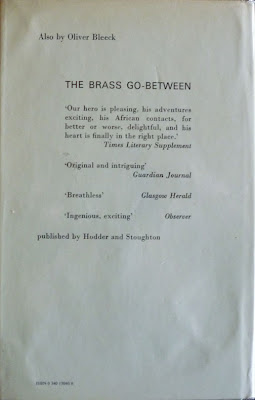 Also by Oliver Bleeck
THE BRASS GO-BETWEEN
‘Our hero is pleasing, his adventures
exciting, his African contacts, for
better or worse, delightful, and his
heart is finally in the right place.’
Times Literary Supplement
‘Original and intriguing’
Guardian Journal
‘Breathless’ Glasgow Herald
‘Ingenious, exciting’ Observer
published by Hodder and Stoughton